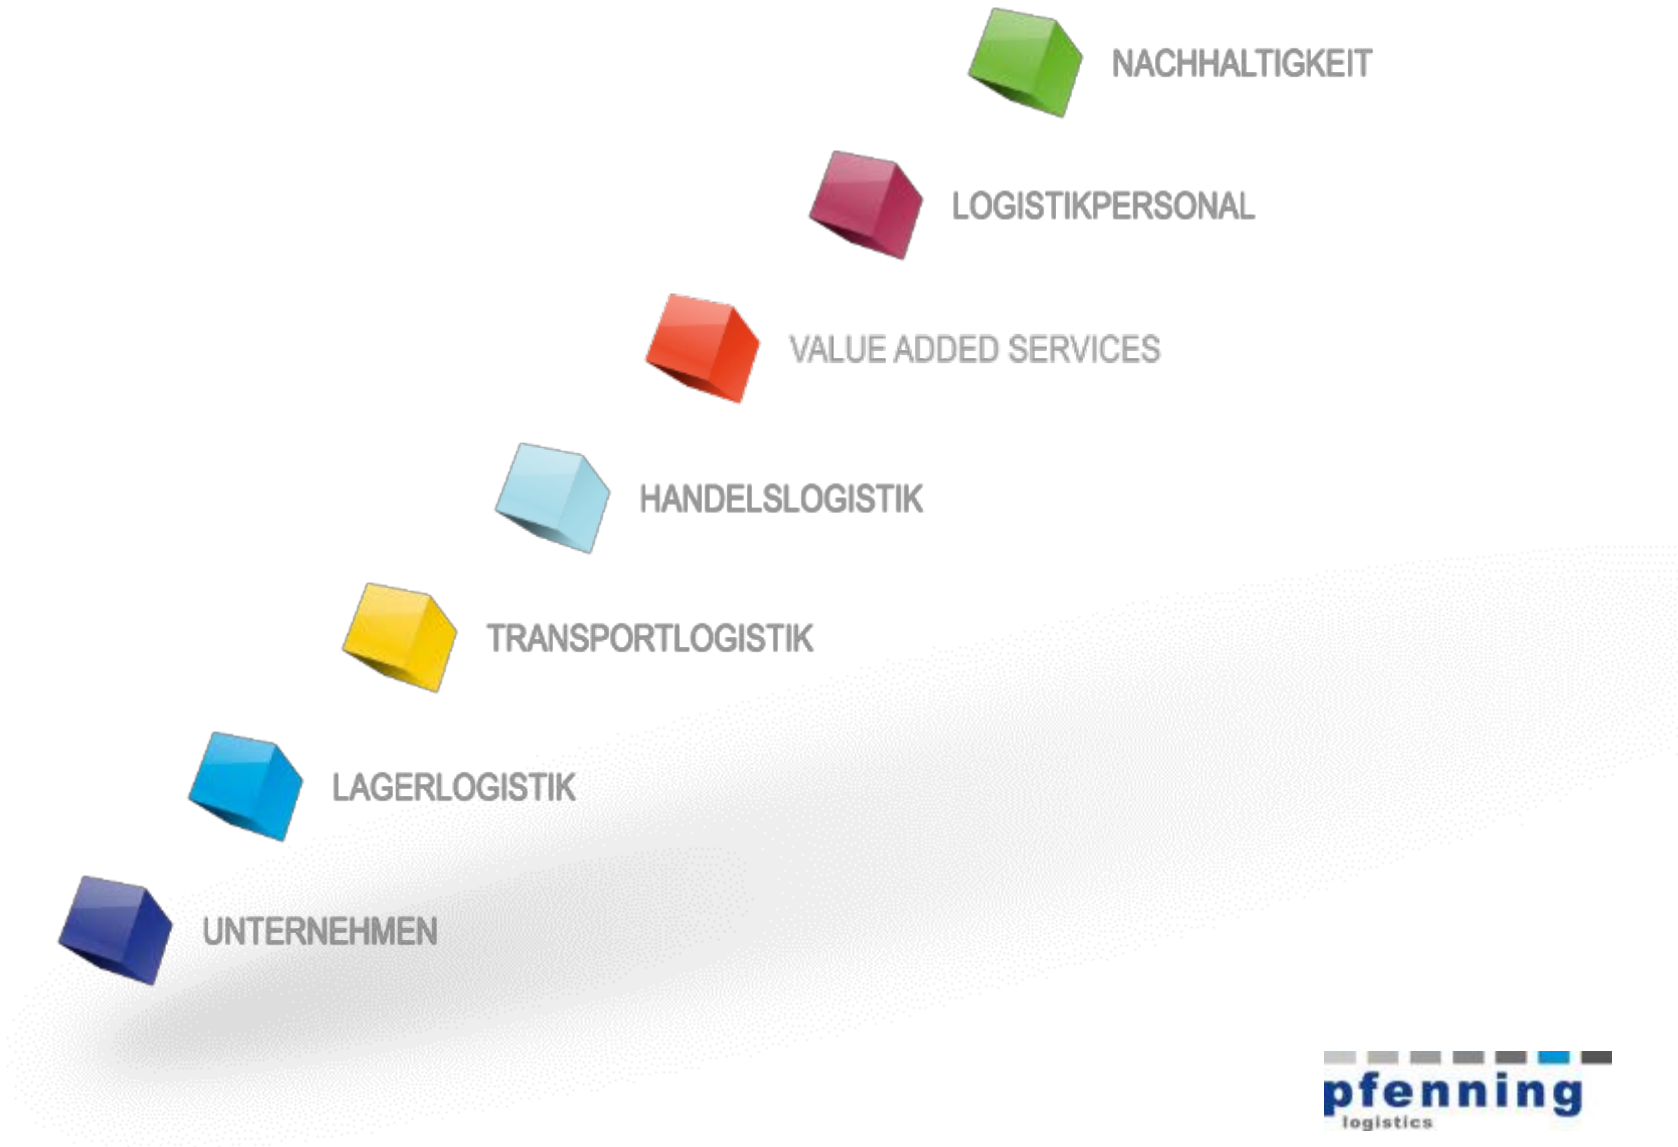 NACHHALTIGKEIT
LOGISTIKPERSONAL
VALUE ADDED SERVICES
HANDELSLOGISTIK
TRANSPORTLOGISTIK
LAGERLOGISTIK
UNTERNEHMEN
pfenning
logistics